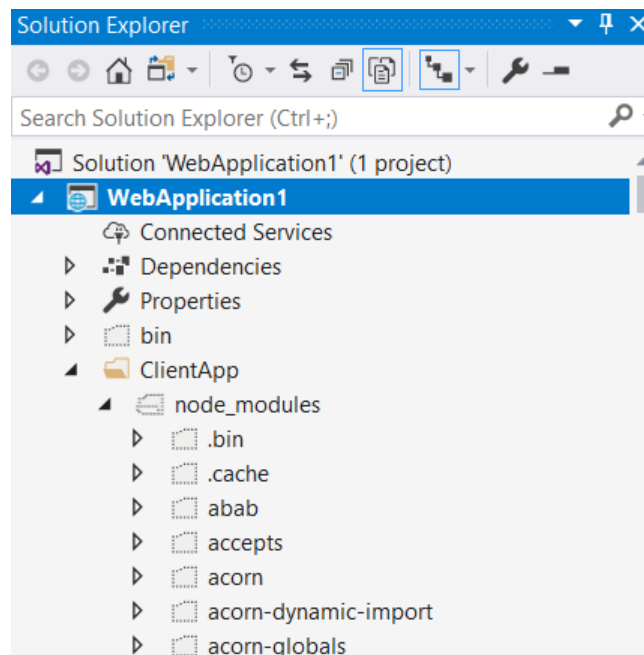 Solution Explorer
Search Solution Explorer (Ctrl+;)
Solution 'WebApplication1' (1 project)
WebApplication1
Connected Services
Dependencies
Properties
bin
ClientApp
node_modules
.bin
.cache
abab
accepts
acorn
acorn-dynamic-import
acorn-globals